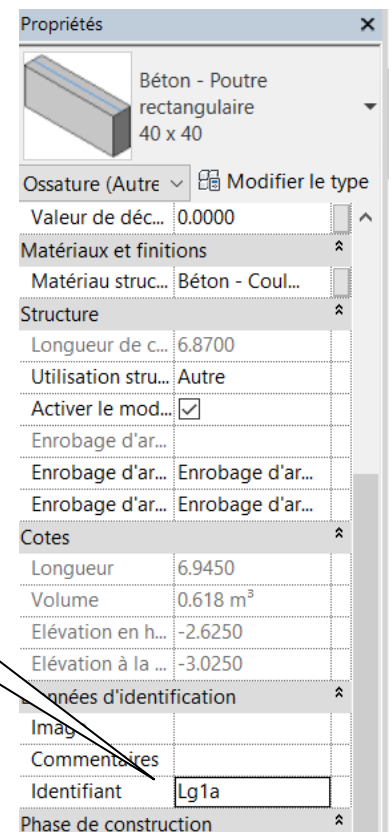 Propriétés
Béton - Poutre
rectangulaire
40 x 40
Ossature (Autre Modifier le type
Valeur de déc... 0.0000
Matériaux et finitions
Matériau struc... Béton - Coul...
Structure
Longueur de c... 6.8700
Utilisation stru... Autre
Activer le mod...
Enrobage d'ar...
Enrobage d'ar... Enrobage d'ar...
Enrobage d'ar... Enrobage d'ar...
Cotes
Longueur 6.9450
Volume 0.618 m³
Elévation en h... -2.6250
Elévation à la ... -3.0250
Données d'identification
Image
Commentaires
Identifiant Lg1a
Phase de construction